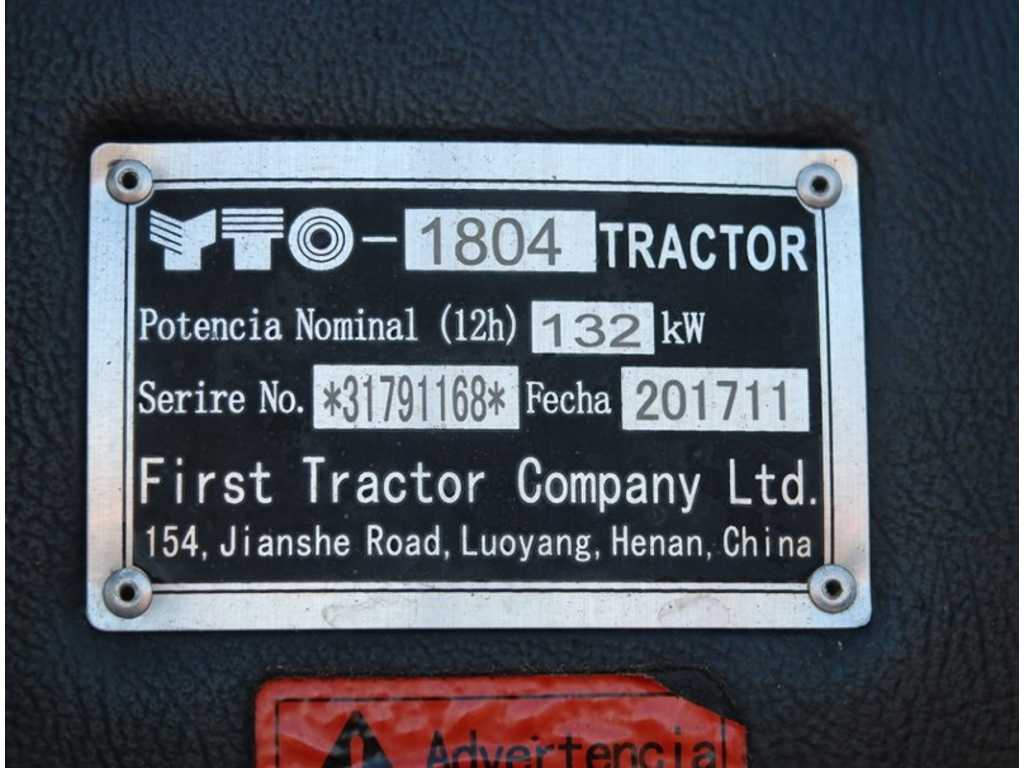 YTO-1804 TRACTOR
Potencia Nominal (12h) 132 kW
Serire No. *31791168* Fecha 201711
First Tractor Company Ltd.
154, Jianshe Road, Luoyang, Henan, China
Advertencia